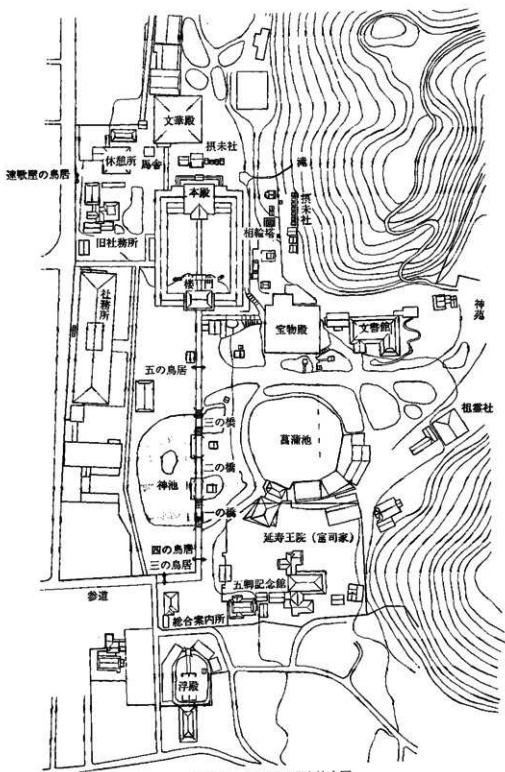 文華殿
摂末社
休憩所
馬舎
滝
連歌屋の鳥居
本殿
摂末社
相輪塔
旧社務所
楼門
社務所
宝物殿
文書館
神苑
五の鳥居
三の橋
菖蒲池
祖霊社
二の橋
神池
一の橋
延寿王院(宮司家)
四の鳥居
三の鳥居
五卿記念館
参道
総合案内所
浮殿